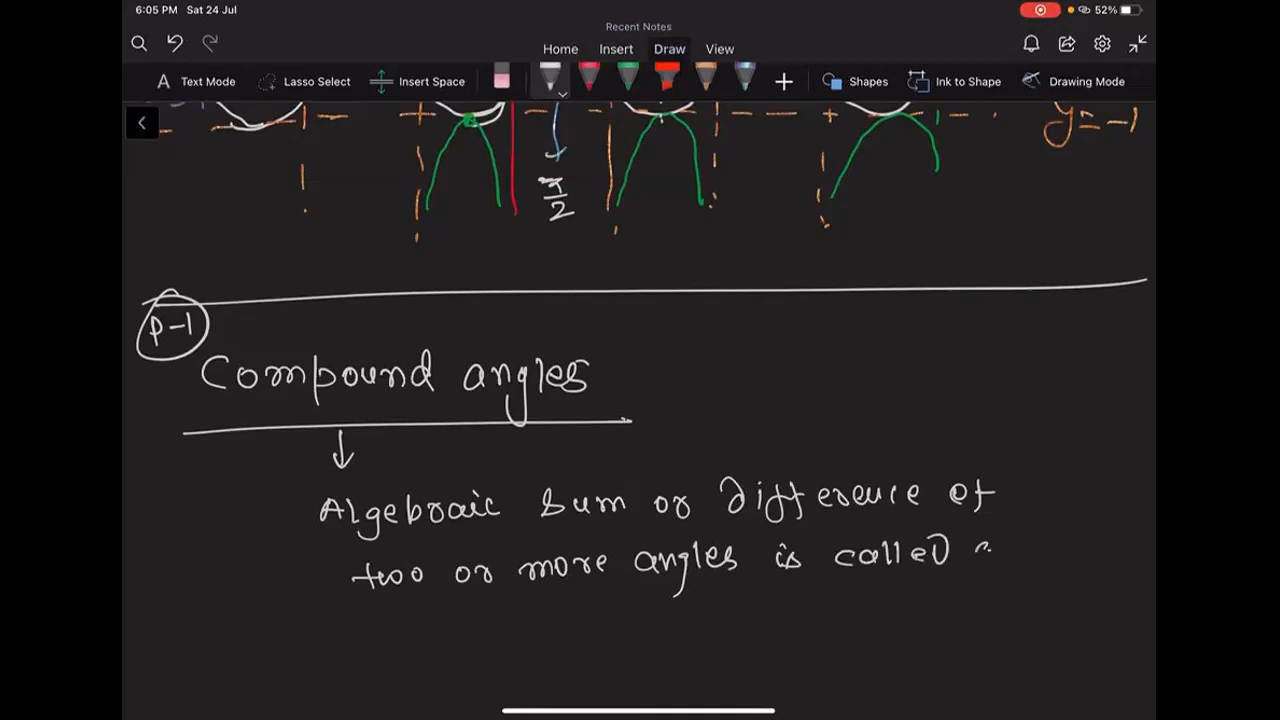 6:05 PM Sat 24 Jul
52%
Recent Notes
Home Insert Draw View
Text Mode Lasso Select Insert Space Shapes Ink to Shape Drawing Mode
y = -1
π/2
P-1
Compound angles
Algebraic sum or difference of
two or more angles is called